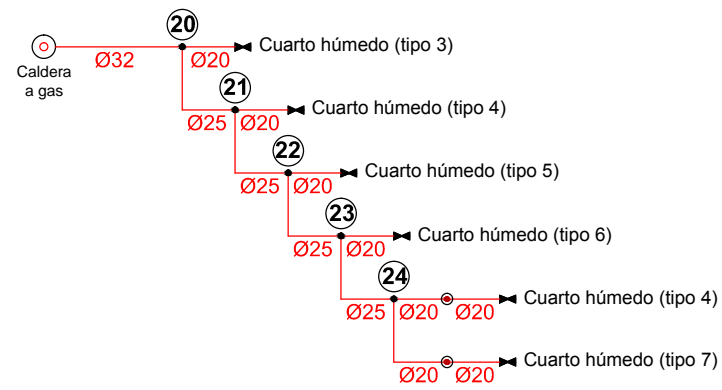 20
Cuarto húmedo (tipo 3)
Caldera
a gas
Ø32
Ø20
21
Cuarto húmedo (tipo 4)
Ø25
Ø20
22
Cuarto húmedo (tipo 5)
Ø25
Ø20
23
Cuarto húmedo (tipo 6)
Ø25
Ø20
24
Cuarto húmedo (tipo 4)
Ø25
Ø20
Ø20
Cuarto húmedo (tipo 7)
Ø20
Ø20